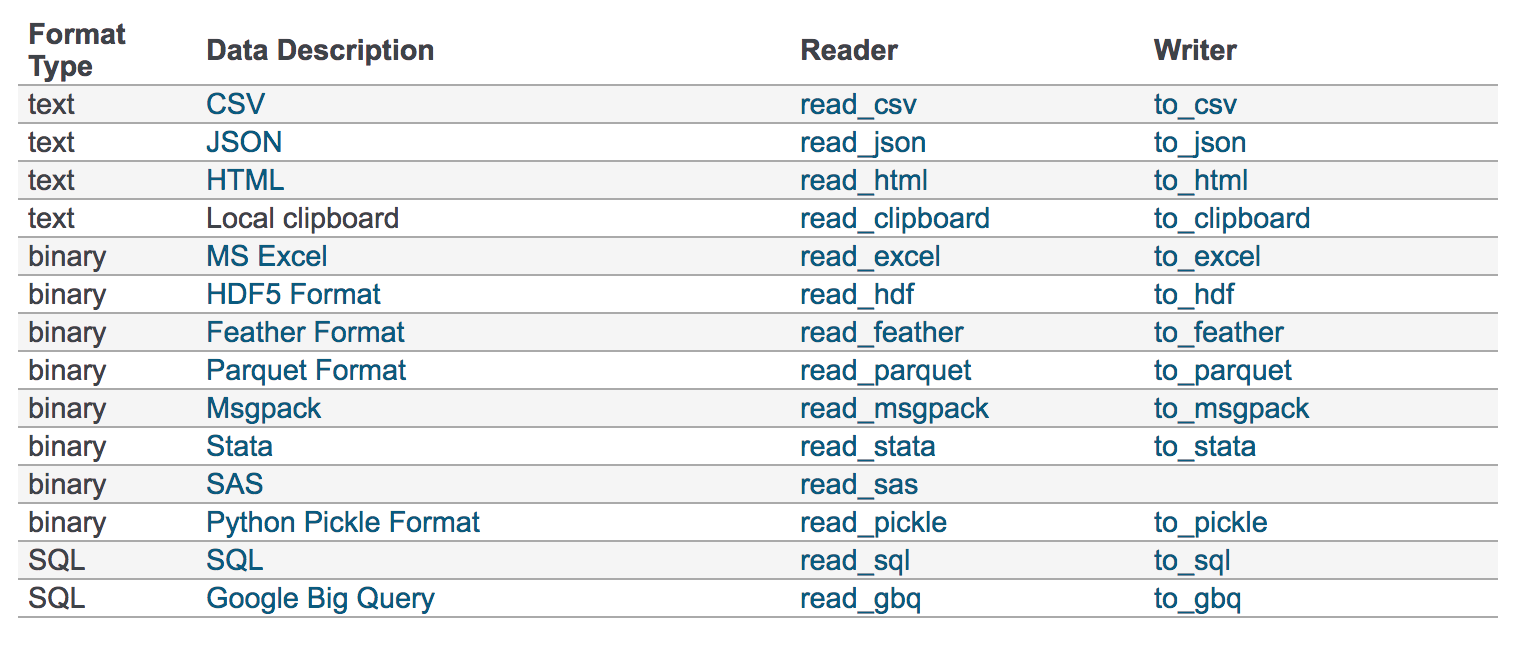 Format Type Data Description Reader Writer
text CSV read_csv to_csv
text JSON read_json to_json
text HTML read_html to_html
text Local clipboard read_clipboard to_clipboard
binary MS Excel read_excel to_excel
binary HDF5 Format read_hdf to_hdf
binary Feather Format read_feather to_feather
binary Parquet Format read_parquet to_parquet
binary Msgpack read_msgpack to_msgpack
binary Stata read_stata to_stata
binary SAS read_sas
binary Python Pickle Format read_pickle to_pickle
SQL SQL read_sql to_sql
SQL Google Big Query read_gbq to_gbq